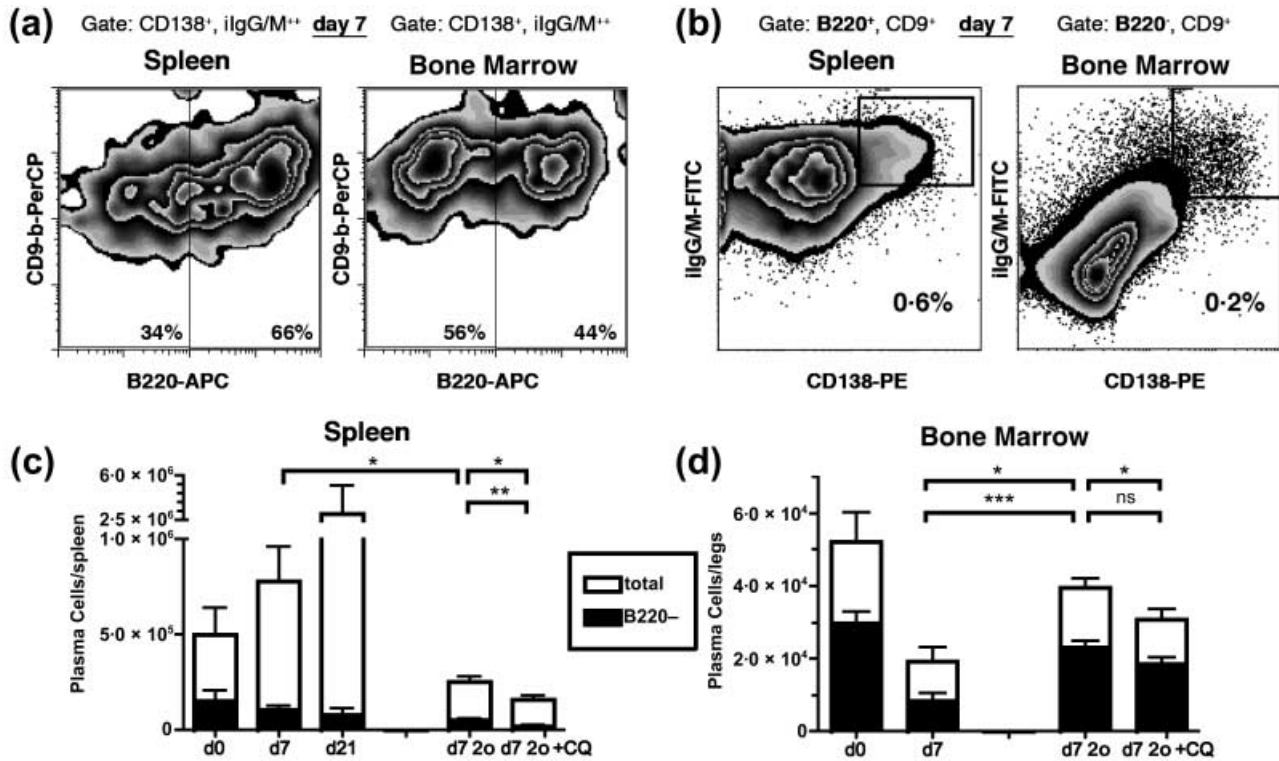 (a) Gate: CD138⁺, iIgG/M⁺⁺ day 7 Gate: CD138⁺, iIgG/M⁺⁺
Spleen Bone Marrow
CD9-b-PerCP
34% 66%
B220-APC
CD9-b-PerCP
56% 44%
B220-APC
(b) Gate: B220⁺, CD9⁺ day 7 Gate: B220⁻, CD9⁺
Spleen Bone Marrow
iIgG/M-FITC
0·6%
CD138-PE
iIgG/M-FITC
0·2%
CD138-PE
(c) Spleen
Plasma Cells/spleen
6·0 × 10⁶
2·5 × 10⁶
1·0 × 10⁶
5·0 × 10⁵
0
* *
**
d0 d7 d21 d7 2o d7 2o +CQ
total
B220–
(d) Bone Marrow
Plasma Cells/legs
6·0 × 10⁴
4·0 × 10⁴
2·0 × 10⁴
0
* *
*** ns
d0 d7 d7 2o d7 2o +CQ